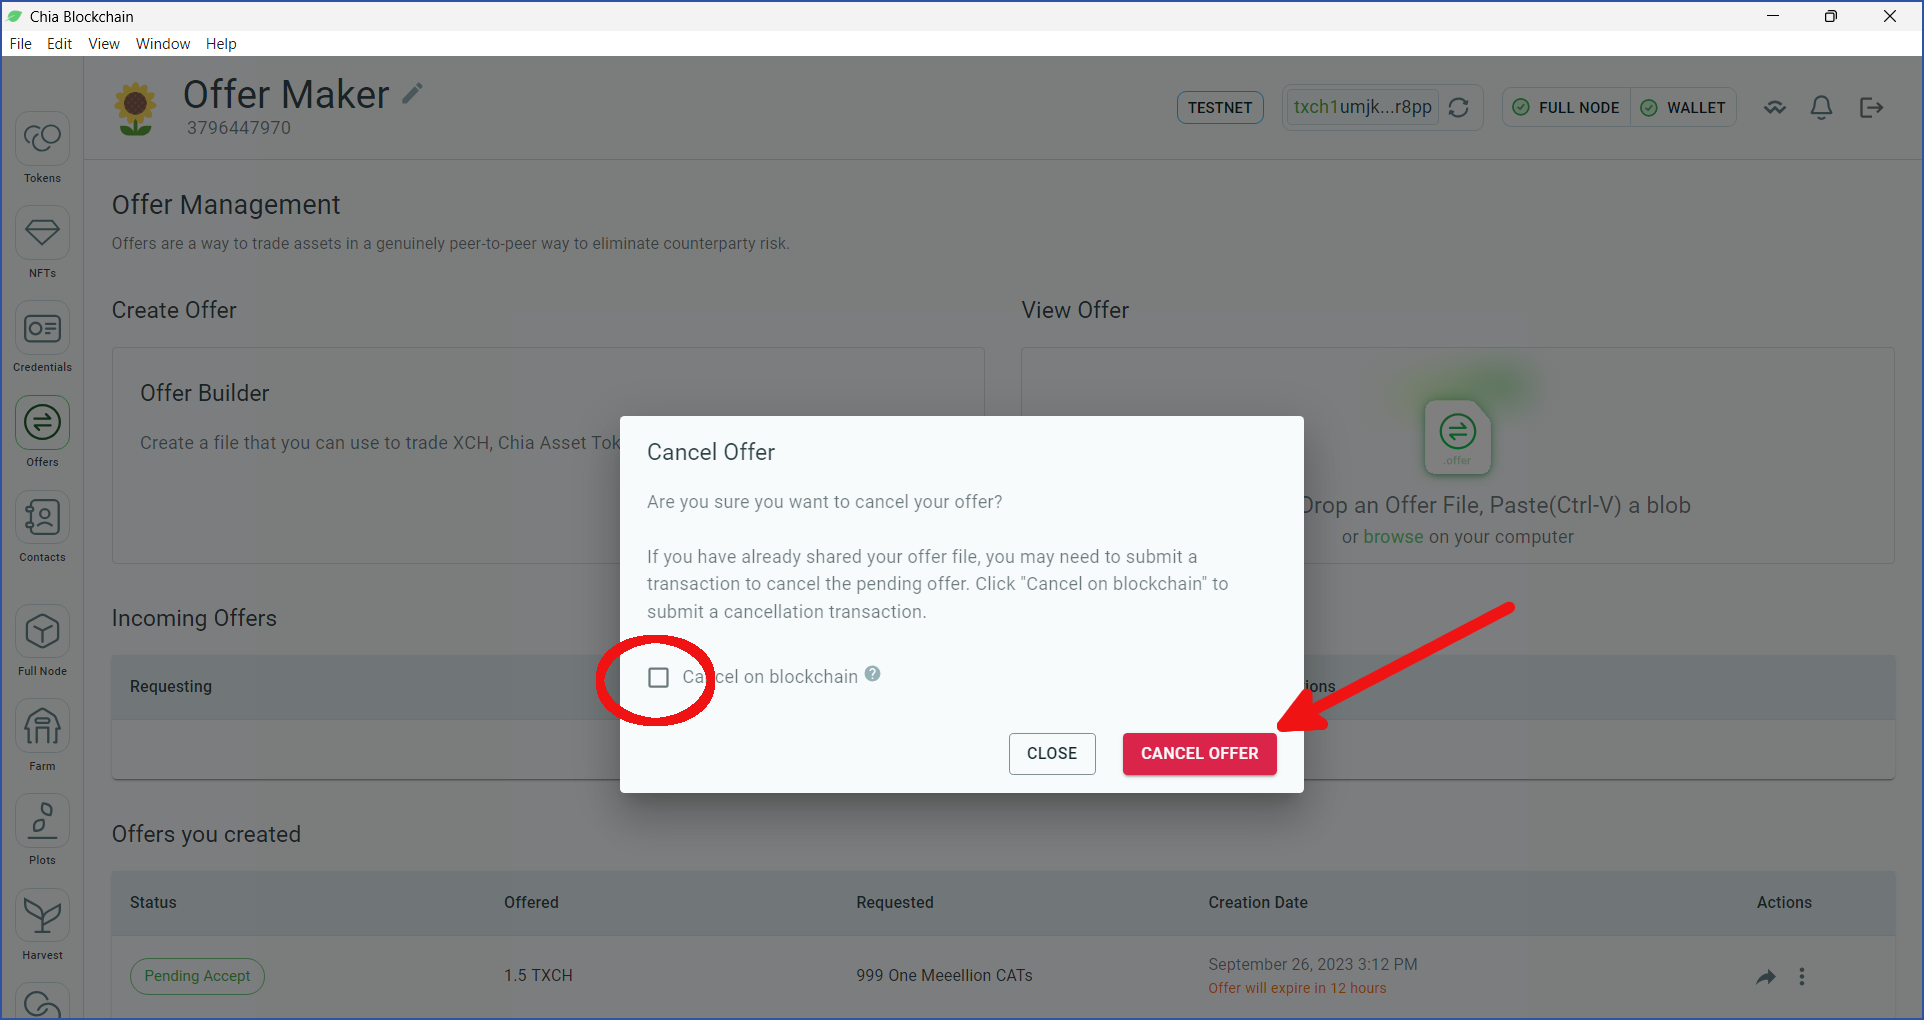 Chia Blockchain
File Edit View Window Help
Offer Maker
3796447970
TESTNET
txch1umjk...r8pp
FULL NODE
WALLET
Tokens
NFTs
Credentials
Offers
Contacts
Full Node
Farm
Plots
Harvest
Offer Management
Offers are a way to trade assets in a genuinely peer-to-peer way to eliminate counterparty risk.
Create Offer
View Offer
Offer Builder
Create a file that you can use to trade XCH, Chia Asset Tok
.offer
Drop an Offer File, Paste(Ctrl-V) a blob
or browse on your computer
Cancel Offer
Are you sure you want to cancel your offer?
If you have already shared your offer file, you may need to submit a
transaction to cancel the pending offer. Click "Cancel on blockchain" to
submit a cancellation transaction.
Cancel on blockchain ?
CLOSE
CANCEL OFFER
Incoming Offers
Requesting
ions
Offers you created
Status Offered Requested Creation Date Actions
Pending Accept 1.5 TXCH 999 One Meeellion CATs September 26, 2023 3:12 PM
Offer will expire in 12 hours